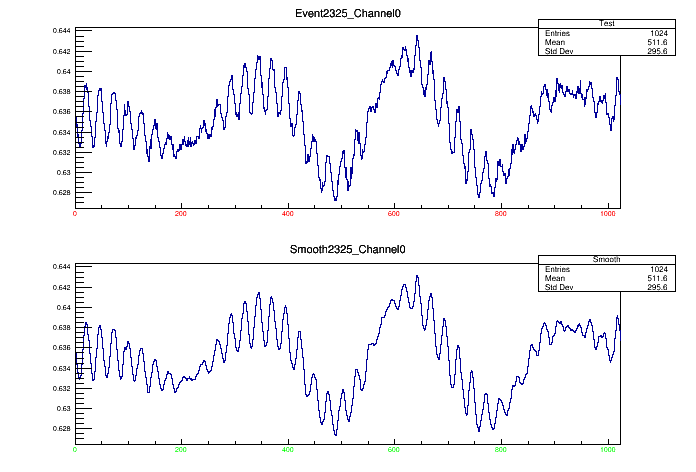 Event2325_Channel0
Test
Entries 1024
Mean 511.6
Std Dev 295.6
0.644
0.642
0.64
0.638
0.636
0.634
0.632
0.63
0.628
0 200 400 600 800 1000
Smooth2325_Channel0
Smooth
Entries 1024
Mean 511.6
Std Dev 295.6
0.644
0.642
0.64
0.638
0.636
0.634
0.632
0.63
0.628
0 200 400 600 800 1000